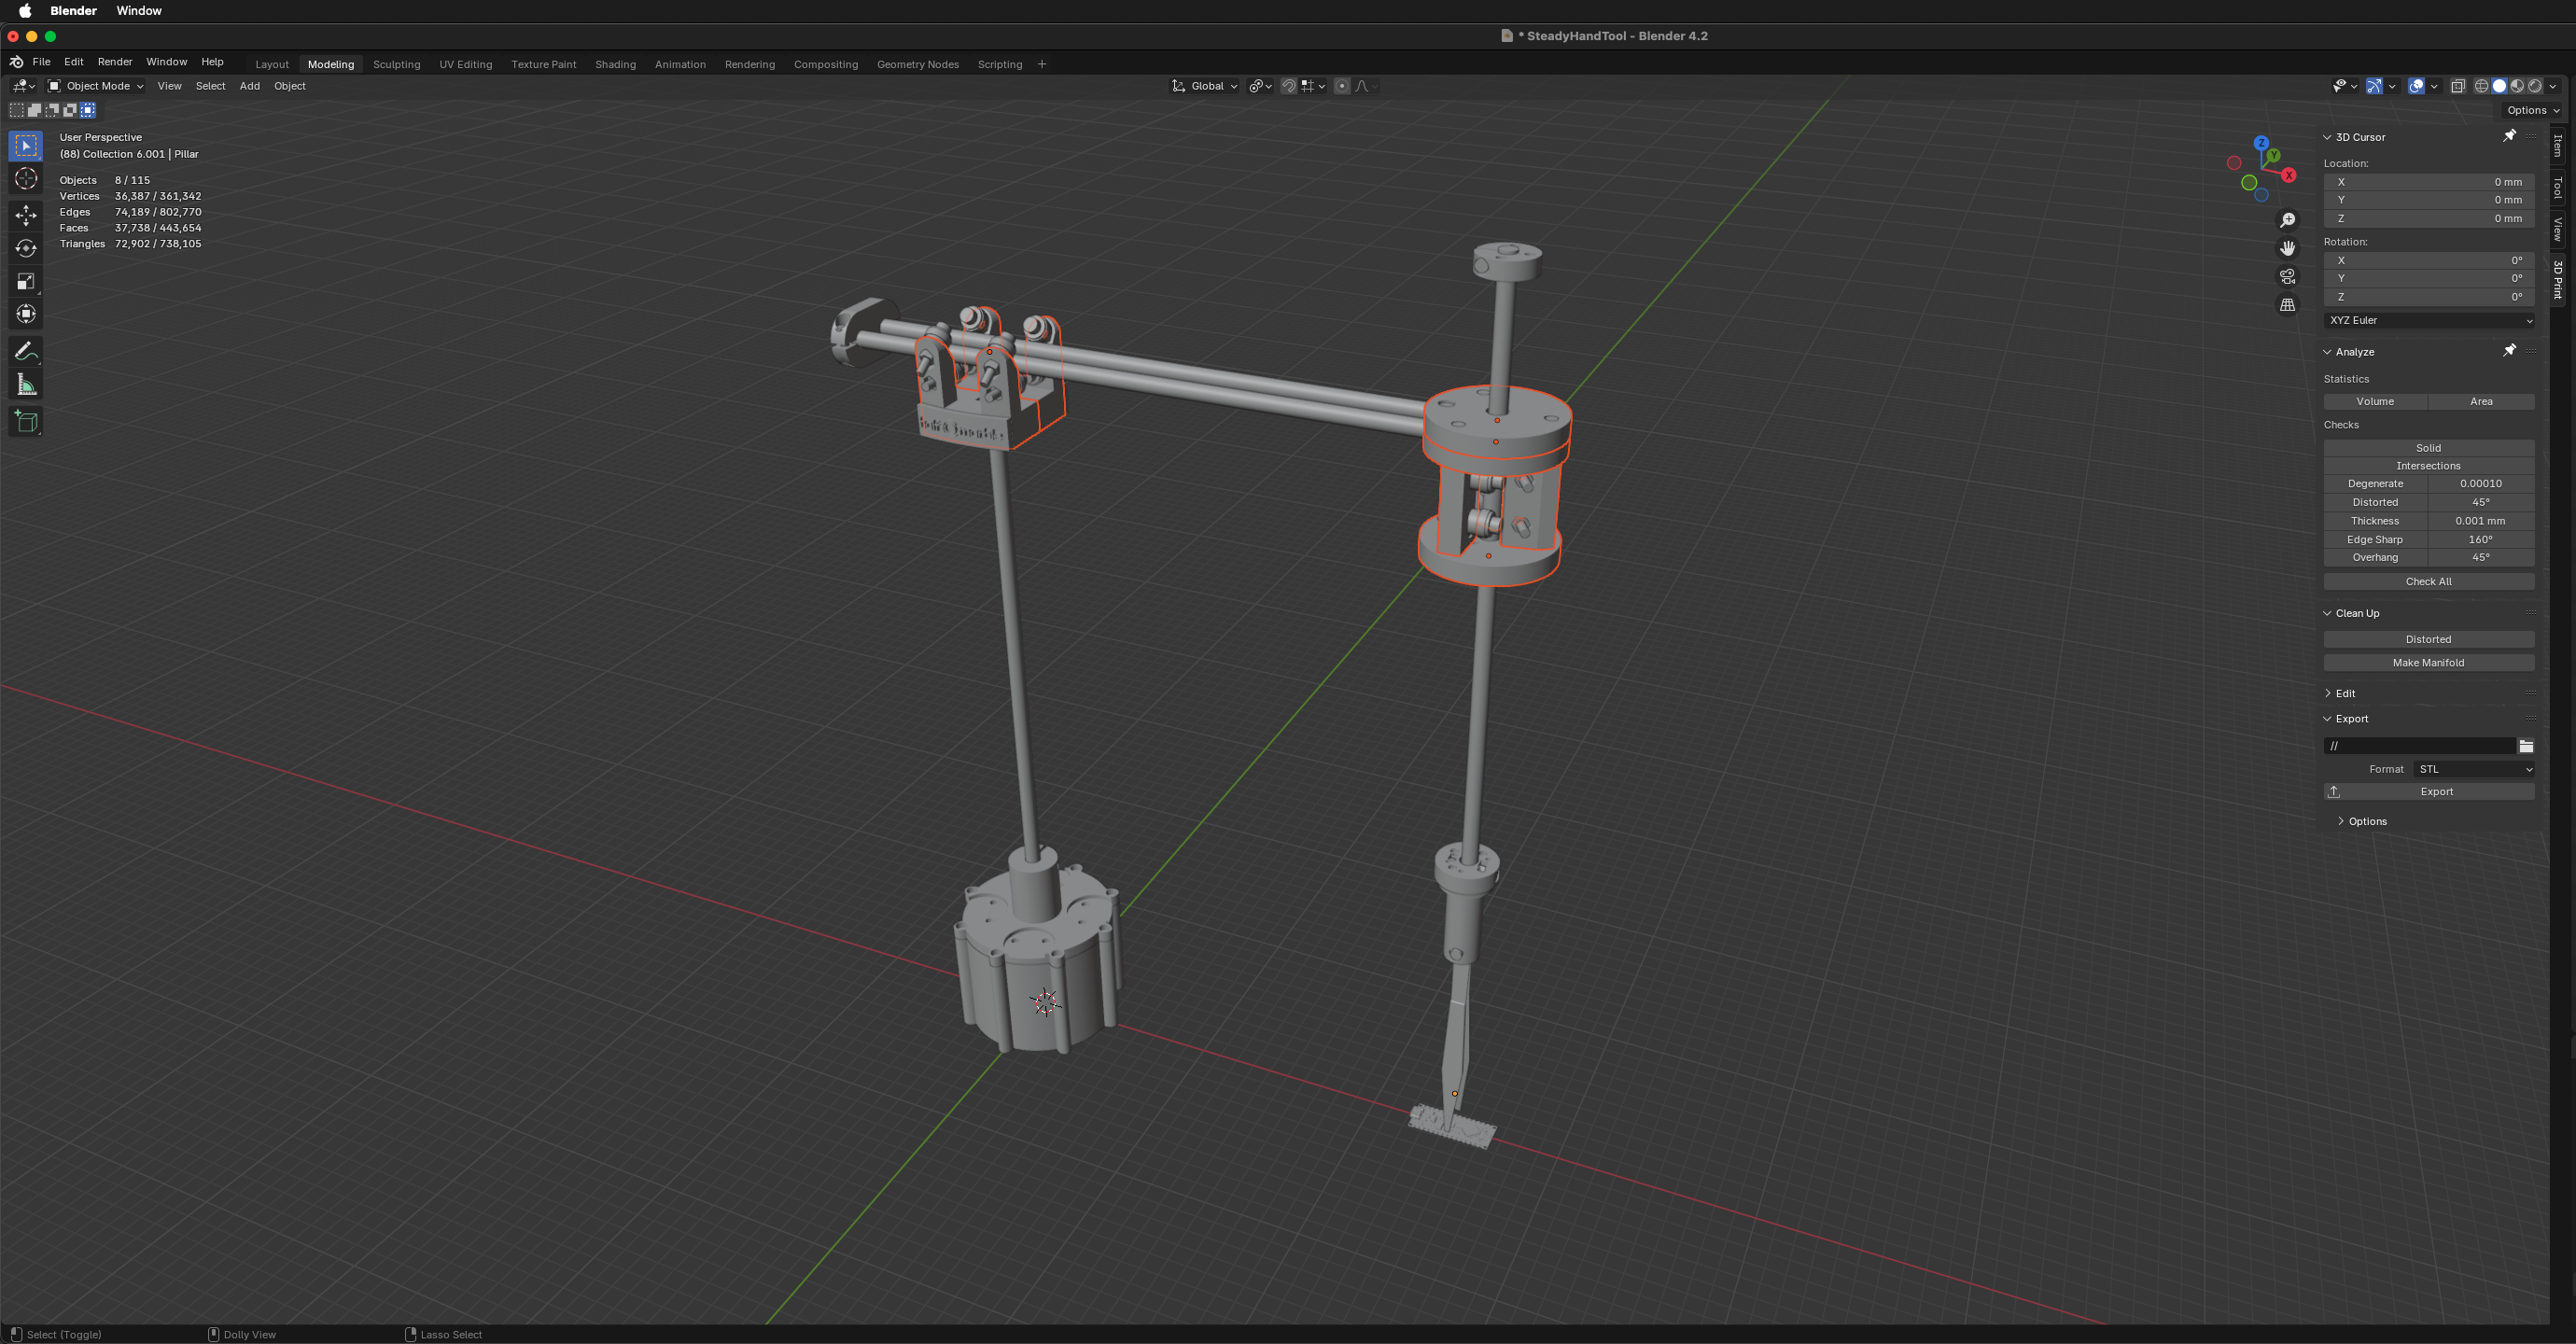 Blender Window
* SteadyHandTool - Blender 4.2
File Edit Render Window Help Layout Modeling Sculpting UV Editing Texture Paint Shading Animation Rendering Compositing Geometry Nodes Scripting +
Object Mode View Select Add Object Global
Options
User Perspective
(88) Collection 6.001 | Pillar
Objects 8 / 115
Vertices 36,387 / 361,342
Edges 74,189 / 802,770
Faces 37,738 / 443,654
Triangles 72,902 / 738,105
Z
Y
X
Item
Tool
View
3D Print
3D Cursor
Location:
X 0 mm
Y 0 mm
Z 0 mm
Rotation:
X 0°
Y 0°
Z 0°
XYZ Euler
Analyze
Statistics
Volume Area
Checks
Solid
Intersections
Degenerate 0.00010
Distorted 45°
Thickness 0.001 mm
Edge Sharp 160°
Overhang 45°
Check All
Clean Up
Distorted
Make Manifold
Edit
Export
//
Format STL
Export
Options
Select (Toggle) Dolly View Lasso Select